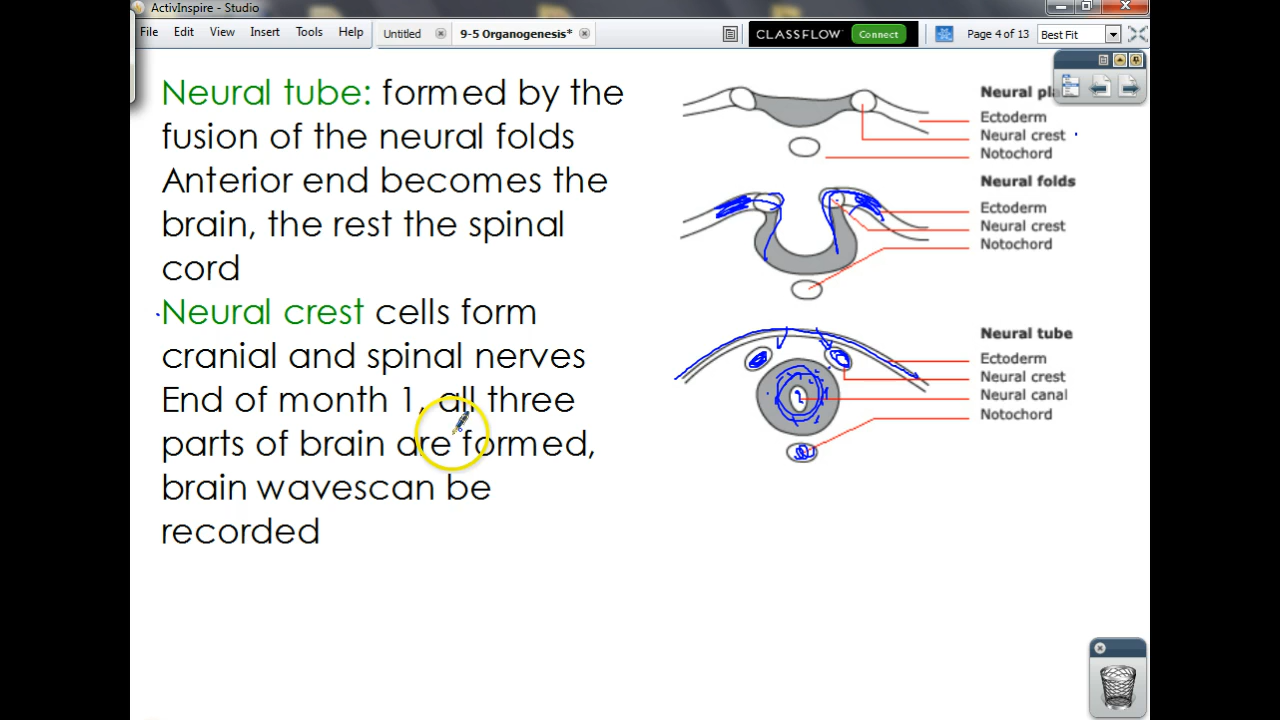 ActivInspire - Studio
File Edit View Insert Tools Help
Untitled
9-5 Organogenesis*
CLASSFLOW Connect
Page 4 of 13
Best Fit
Neural tube: formed by the
fusion of the neural folds
Anterior end becomes the
brain, the rest the spinal
cord
Neural crest cells form
cranial and spinal nerves
End of month 1, all three
parts of brain are formed,
brain wavescan be
recorded
Neural
Ectoderm
Neural crest
Notochord
Neural folds
Ectoderm
Neural crest
Notochord
Neural tube
Ectoderm
Neural crest
Neural canal
Notochord